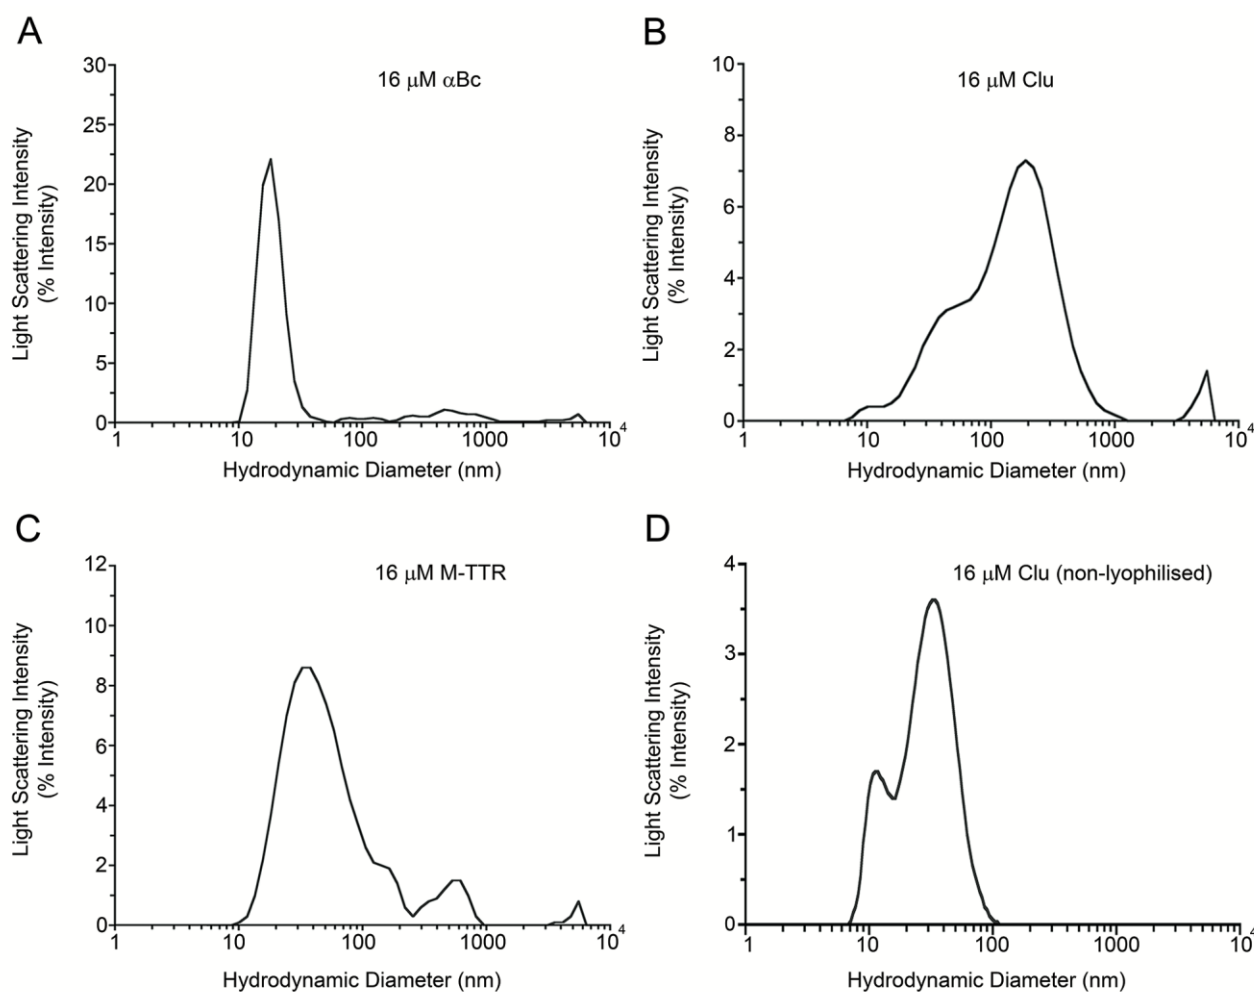 A
16 μM αBc
30
25
20
15
10
5
0
Light Scattering Intensity
(% Intensity)
1
10
100
1000
10 4
Hydrodynamic Diameter (nm)
B
16 μM Clu
10
8
6
4
2
0
Light Scattering Intensity
(% Intensity)
1
10
100
1000
10 4
Hydrodynamic Diameter (nm)
C
16 μM M-TTR
12
10
8
6
4
2
0
Light Scattering Intensity
(% Intensity)
1
10
100
1000
10 4
Hydrodynamic Diameter (nm)
D
16 μM Clu (non-lyophilised)
4
3
2
1
0
Light Scattering Intensity
(% Intensity)
1
10
100
1000
10 4
Hydrodynamic Diameter (nm)